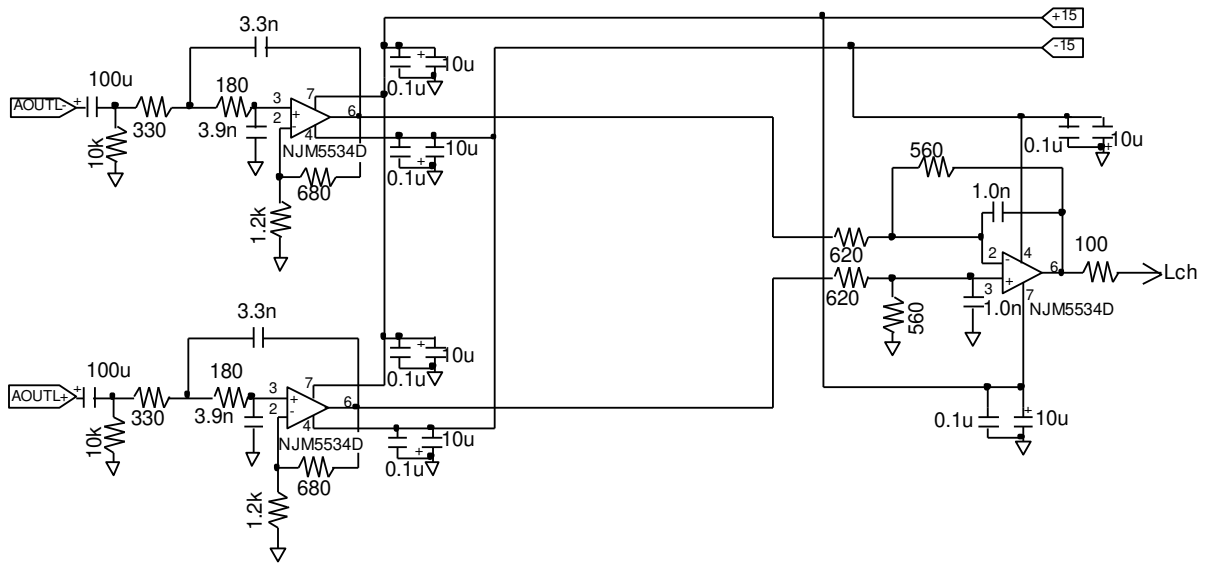 +15
3.3n
-15
10u
0.1u
100u
180
AOUTL-
+
330
3.9n
10k
3
2
+
-
7
4
6
NJM5534D
680
1.2k
+
10u
+
0.1u
560
0.1u
10u
+
1.0n
620
620
2
3
-
+
4
6
7
100
Lch
1.0n
NJM5534D
560
3.3n
10u
0.1u
100u
180
AOUTL+
+
330
3.9n
10k
3
2
+
-
7
4
6
NJM5534D
680
1.2k
+
10u
+
0.1u
0.1u
+
10u